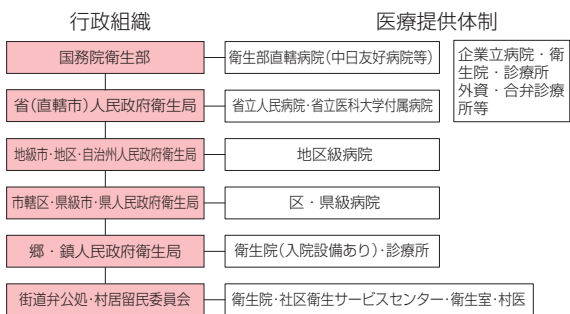 行政組織
医療提供体制
国務院衛生部
衛生部直轄病院(中日友好病院等)
企業立病院・衛
生院・診療所
外資・合弁診療
所等
省(直轄市)人民政府衛生局
省立人民病院・省立医科大学付属病院
地級市・地区・自治州人民政府衛生局
地区級病院
市轄区・県級市・県人民政府衛生局
区・県級病院
郷・鎮人民政府衛生局
衛生院(入院設備あり)・診療所
街道弁公処・村居留民委員会
衛生院・社区衛生サービスセンター・衛生室・村医